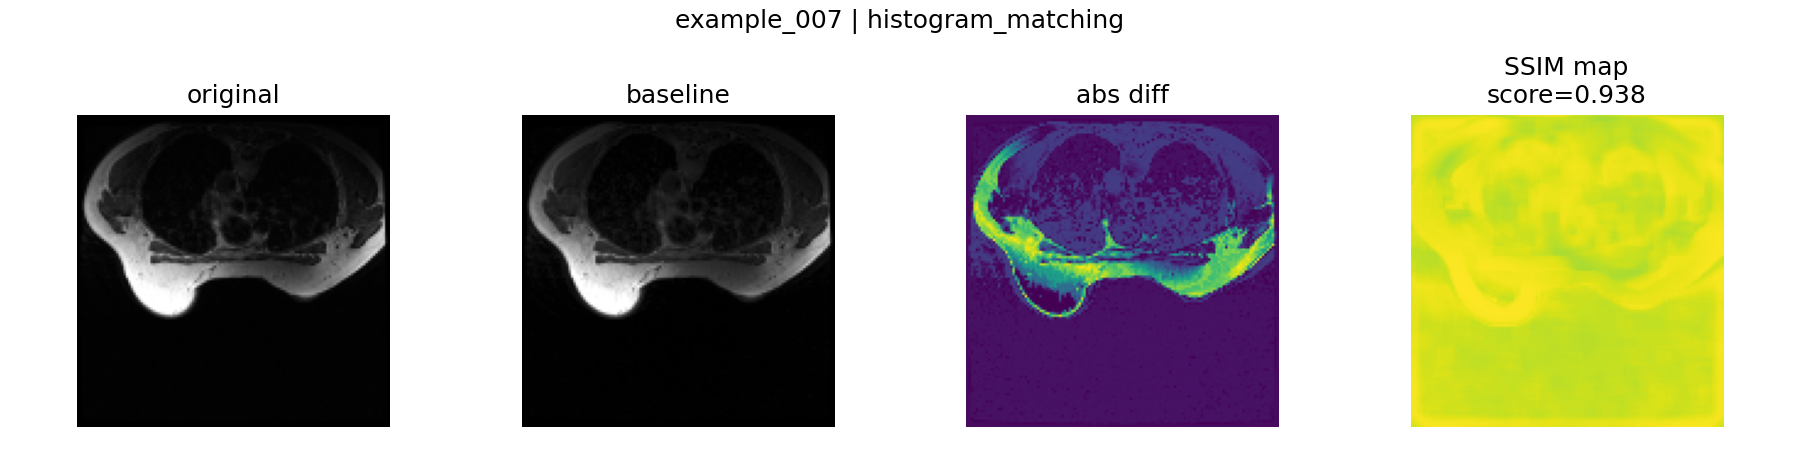 example_007 | histogram_matching
original
baseline
abs diff
SSIM map
score=0.938